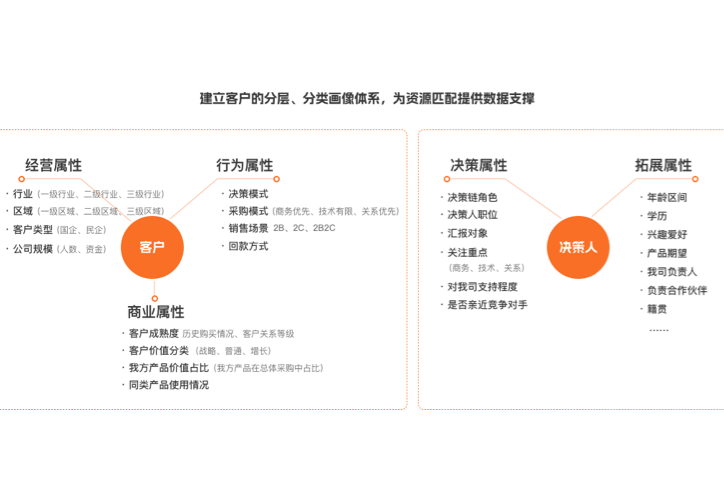 建立客户的分层、分类画像体系，为资源匹配提供数据支撑
经营属性
· 行业（一级行业、二级行业、三级行业）
· 区域（一级区域、二级区域、三级区域）
· 客户类型（国企、民企）
· 公司规模（人数、资金）
行为属性
· 决策模式
· 采购模式（商务优先、技术有限、关系优先）
· 销售场景 2B、2C、2B2C
· 回款方式
客户
商业属性
· 客户成熟度 历史购买情况、客户关系等级
· 客户价值分类（战略、普通、增长）
· 我方产品价值占比（我方产品在总体采购中占比）
· 同类产品使用情况
决策属性
· 决策链角色
· 决策人职位
· 汇报对象
· 关注重点
（商务、技术、关系）
· 对我司支持程度
· 是否亲近竞争对手
决策人
拓展属性
· 年龄区间
· 学历
· 兴趣爱好
· 产品期望
· 我司负责人
· 负责合作伙伴
· 籍贯
······